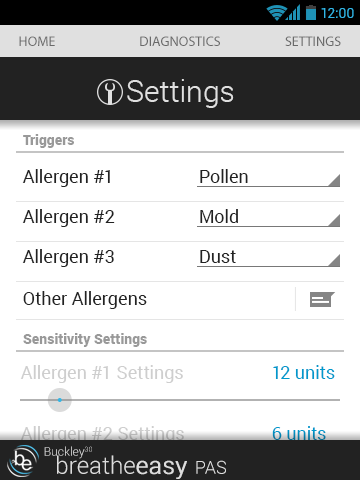 12:00
HOME DIAGNOSTICS SETTINGS
Settings
Triggers
Allergen #1 Pollen
Allergen #2 Mold
Allergen #3 Dust
Other Allergens
Sensitivity Settings
Allergen #1 Settings 12 units
Allergen #2 Settings 6 units
be Buckley30
breatheeasy PAS